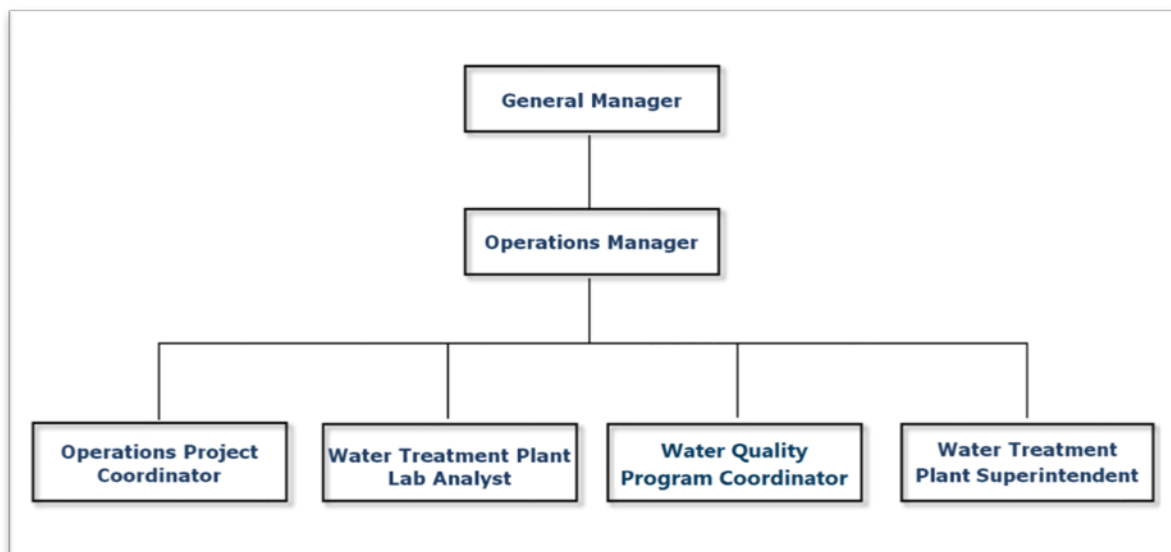 General Manager
Operations Manager
Operations Project
Coordinator
Water Treatment Plant
Lab Analyst
Water Quality
Program Coordinator
Water Treatment
Plant Superintendent